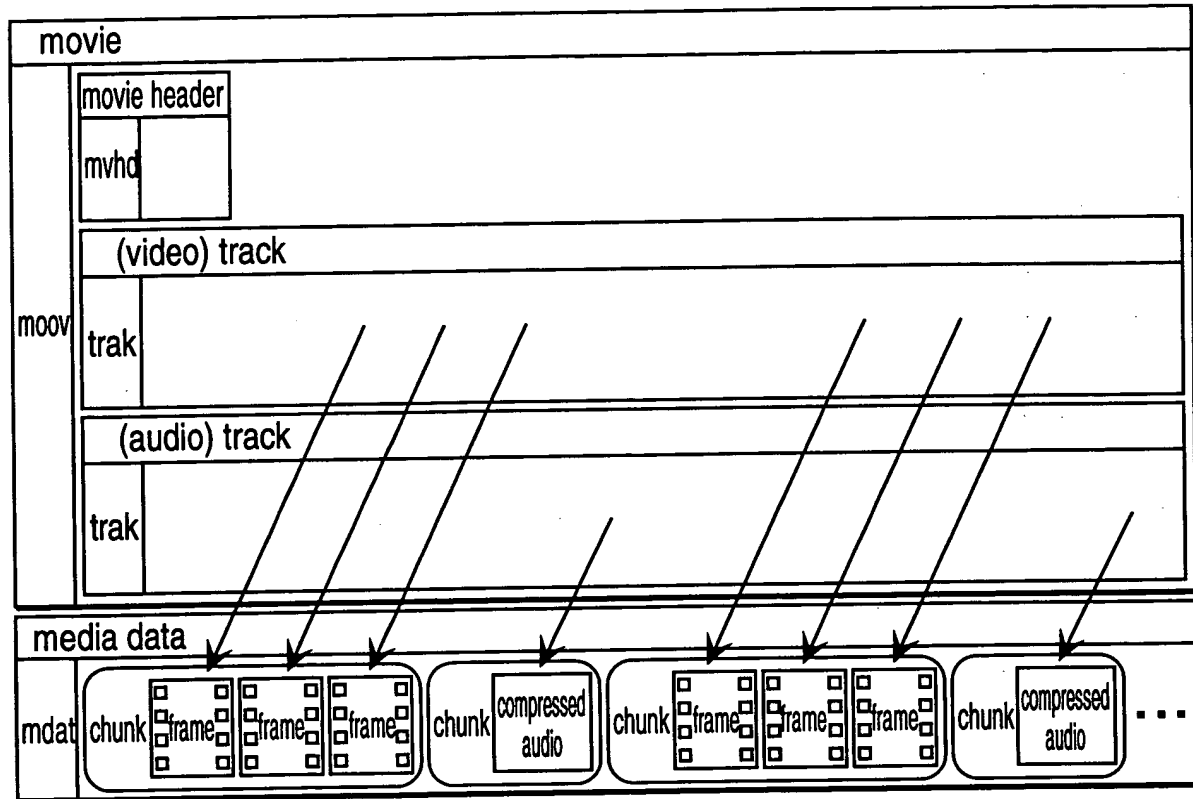 movie
movie header
mvhd
(video) track
moov
trak
(audio) track
trak
media data
mdat
chunk
frame
frame
frame
chunk
compressed
audio
chunk
frame
frame
frame
chunk
compressed
audio
...